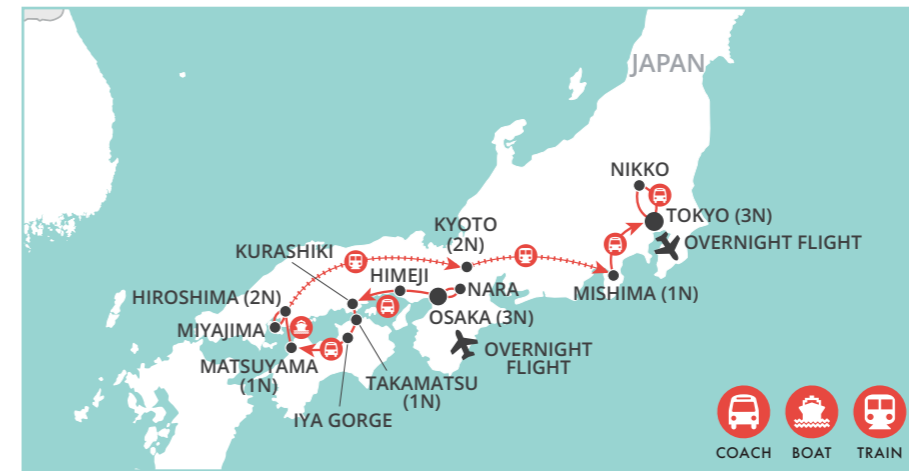 JAPAN
NIKKO
TOKYO (3N)
OVERNIGHT FLIGHT
KYOTO
(2N)
KURASHIKI
HIMEJI
NARA
MISHIMA (1N)
HIROSHIMA (2N)
OSAKA (3N)
MIYAJIMA
OVERNIGHT
FLIGHT
MATSUYAMA
(1N)
TAKAMATSU
(1N)
IYA GORGE
COACH
BOAT
TRAIN